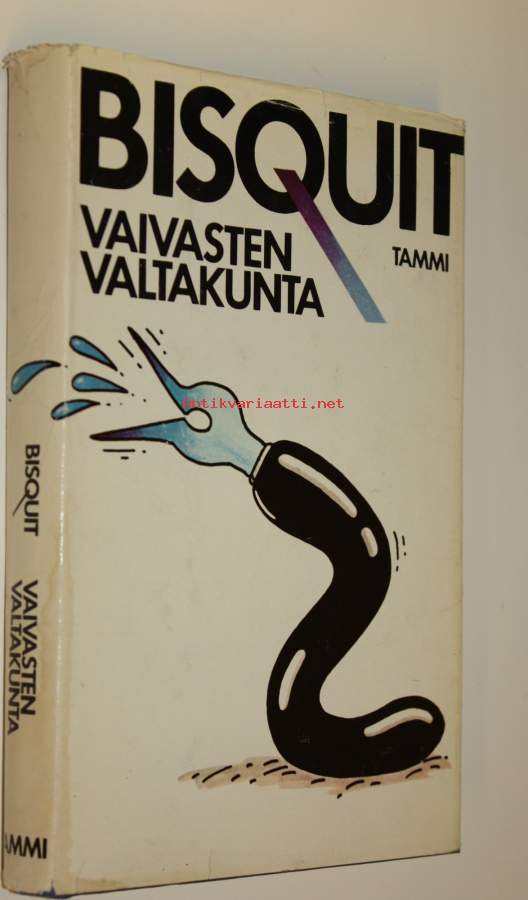 BISQUIT
VAIVASTEN
VALTAKUNTA
TAMMI
antikvariaatti.net
BISQUIT
VAIVASTEN
VALTAKUNTA
TAMMI